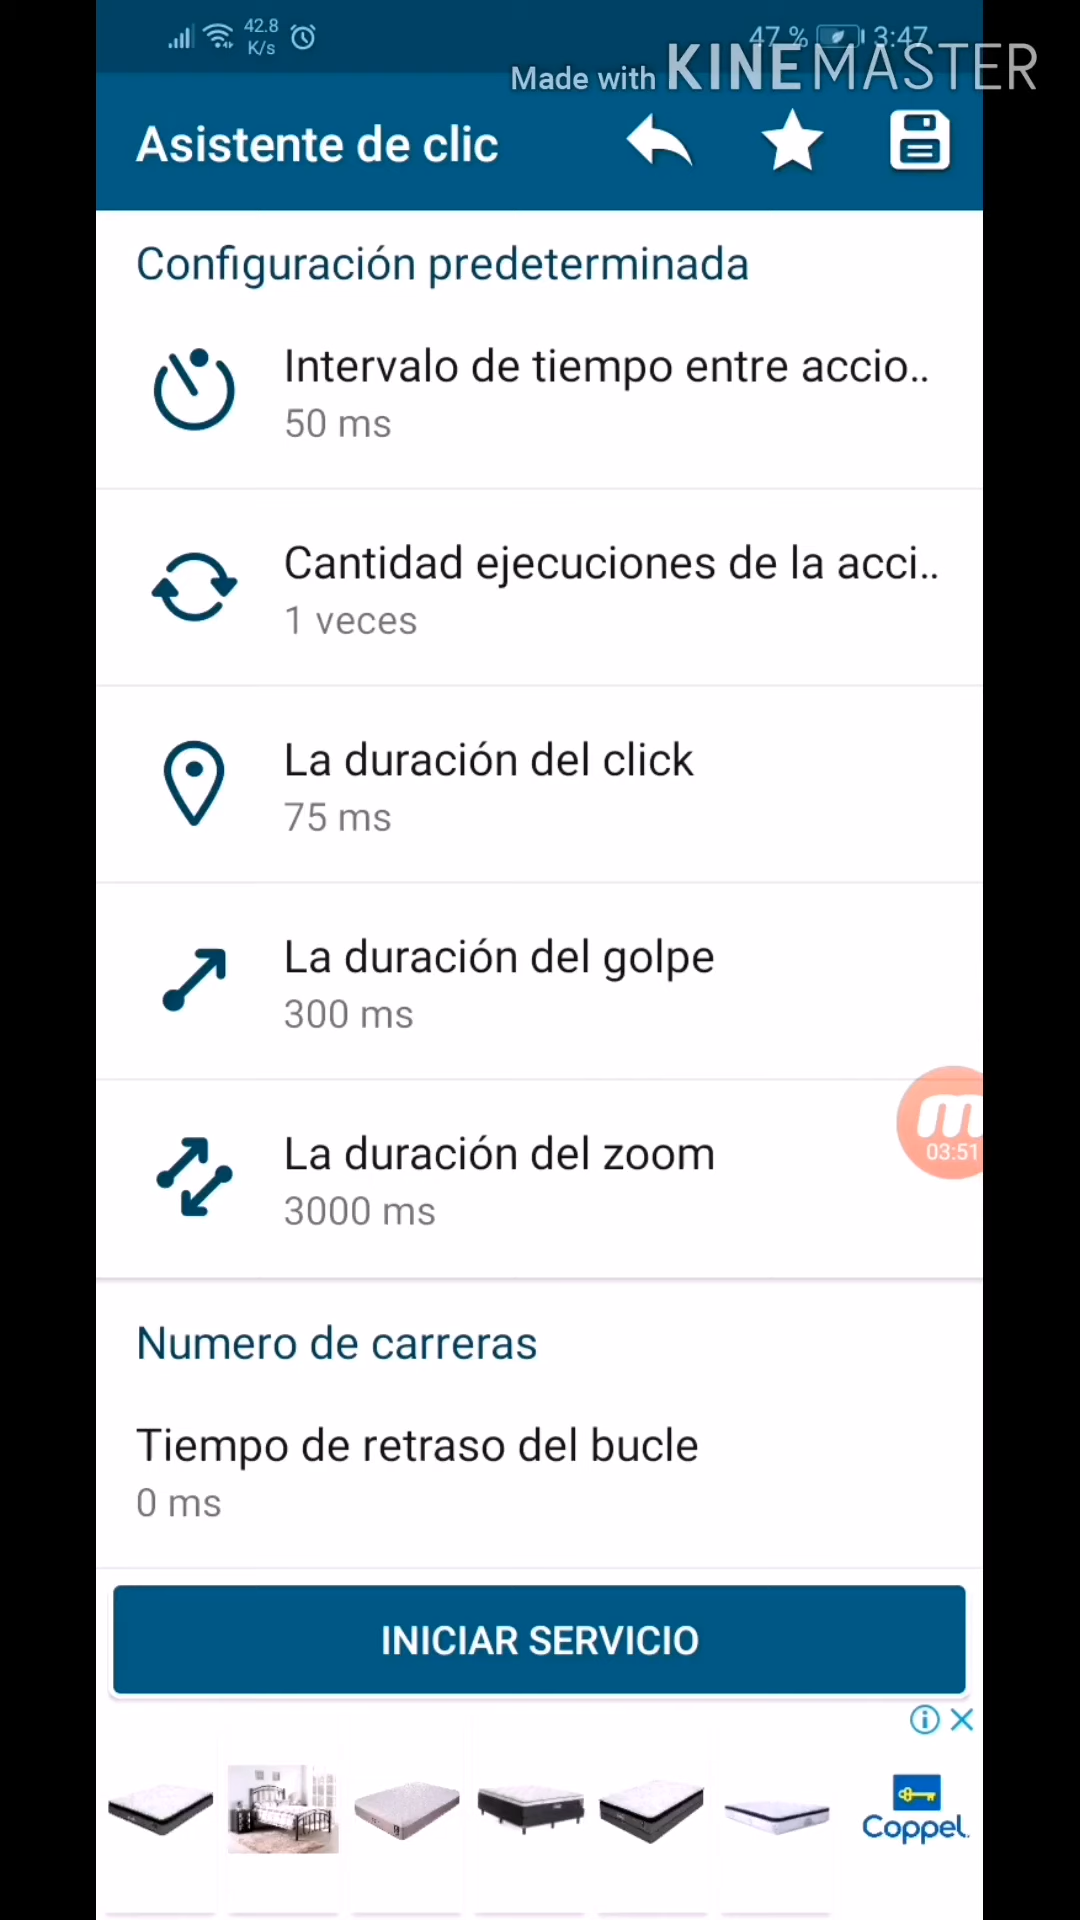 42.8
K/s
47 %
3:47
Made with KINEMASTER
Asistente de clic
Configuración predeterminada
Intervalo de tiempo entre accio..
50 ms
Cantidad ejecuciones de la acci..
1 veces
La duración del click
75 ms
La duración del golpe
300 ms
La duración del zoom
3000 ms
03:51
Numero de carreras
Tiempo de retraso del bucle
0 ms
INICIAR SERVICIO
Coppel.